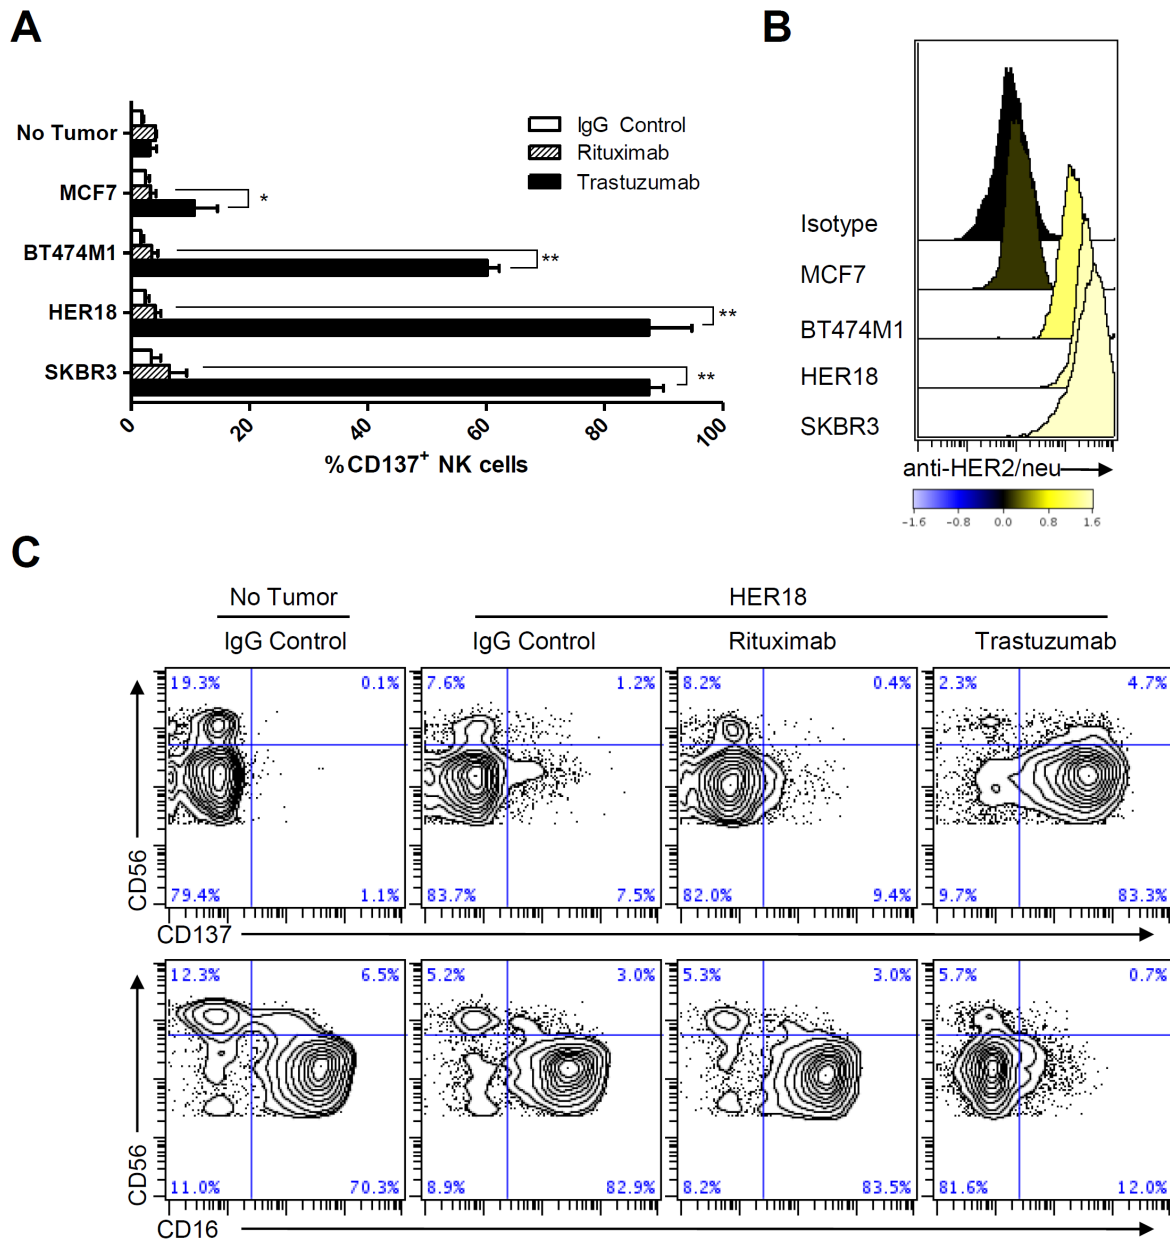 A
No Tumor
MCF7
BT474M1
HER18
SKBR3
IgG Control
Rituximab
Trastuzumab
*
**
**
**
0
20
40
60
80
100
%CD137+ NK cells
B
Isotype
MCF7
BT474M1
HER18
SKBR3
anti-HER2/neu
-1.6 -0.8 0.0 0.8 1.6
C
No Tumor HER18
IgG Control IgG Control Rituximab Trastuzumab
19.3% 0.1% 7.6% 1.2% 8.2% 0.4% 2.3% 4.7%
CD56
79.4% 1.1% 83.7% 7.5% 82.0% 9.4% 9.7% 83.3%
CD137
12.3% 6.5% 5.2% 3.0% 5.3% 3.0% 5.7% 0.7%
CD56
11.0% 70.3% 8.9% 82.9% 8.2% 83.5% 81.6% 12.0%
CD16